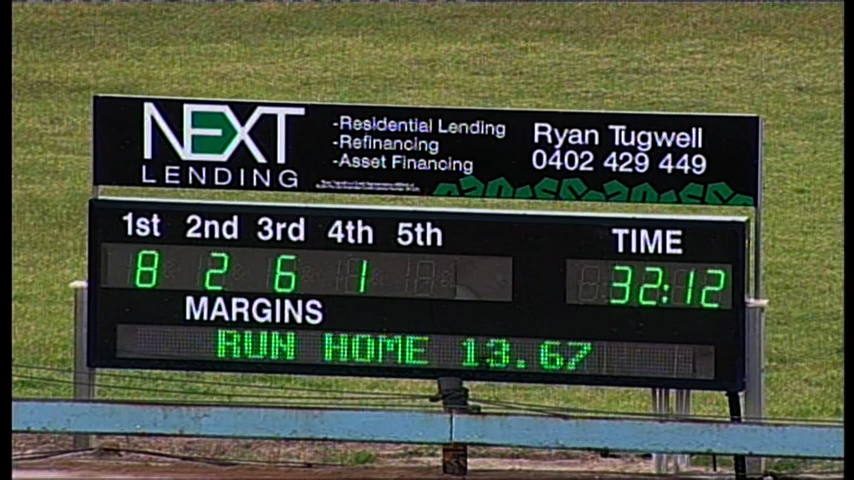 NEXT
LENDING
-Residential Lending
-Refinancing
-Asset Financing
Ryan Tugwell
0402 429 449
1st 2nd 3rd 4th 5th
8 2 6 1
TIME
32:12
MARGINS
RUN HOME 13.67